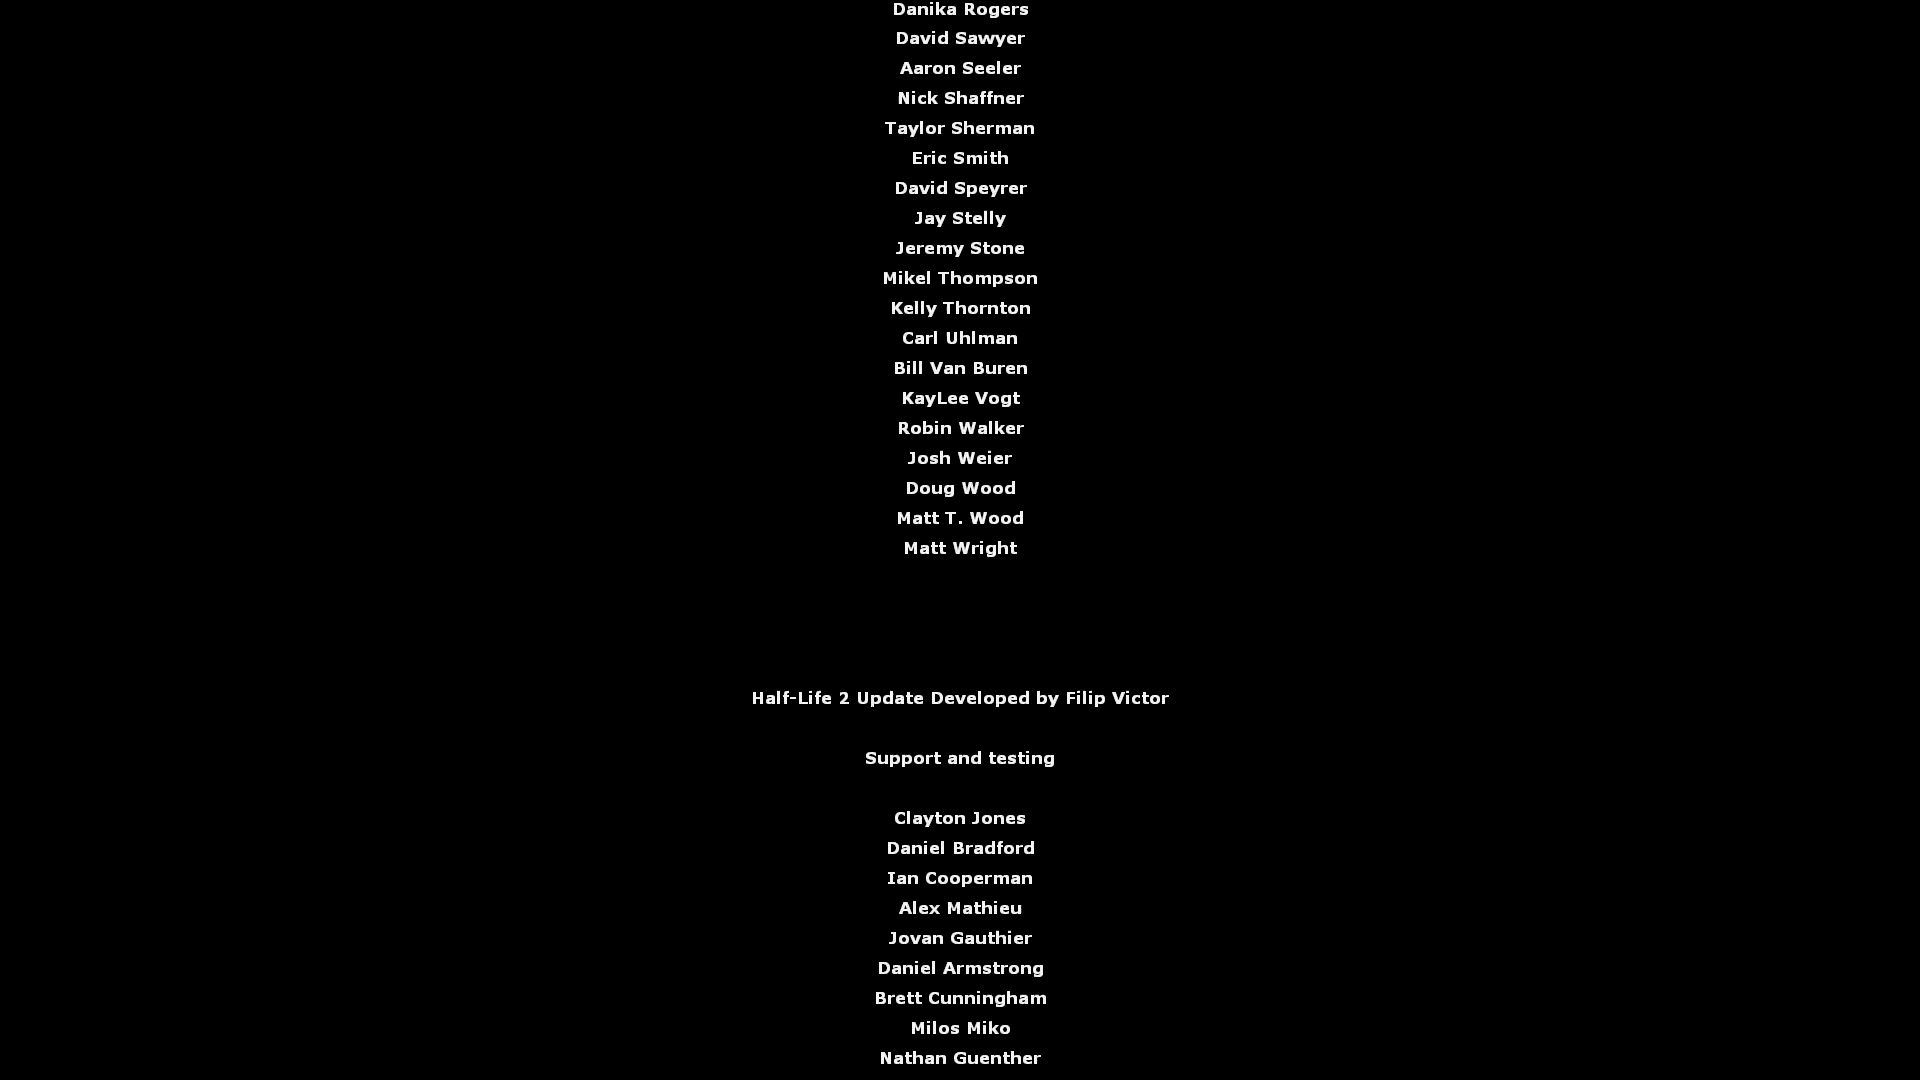 Danika Rogers
David Sawyer
Aaron Seeler
Nick Shaffner
Taylor Sherman
Eric Smith
David Speyrer
Jay Stelly
Jeremy Stone
Mikel Thompson
Kelly Thornton
Carl Uhlman
Bill Van Buren
KayLee Vogt
Robin Walker
Josh Weier
Doug Wood
Matt T. Wood
Matt Wright
Half-Life 2 Update Developed by Filip Victor
Support and testing
Clayton Jones
Daniel Bradford
Ian Cooperman
Alex Mathieu
Jovan Gauthier
Daniel Armstrong
Brett Cunningham
Milos Miko
Nathan Guenther